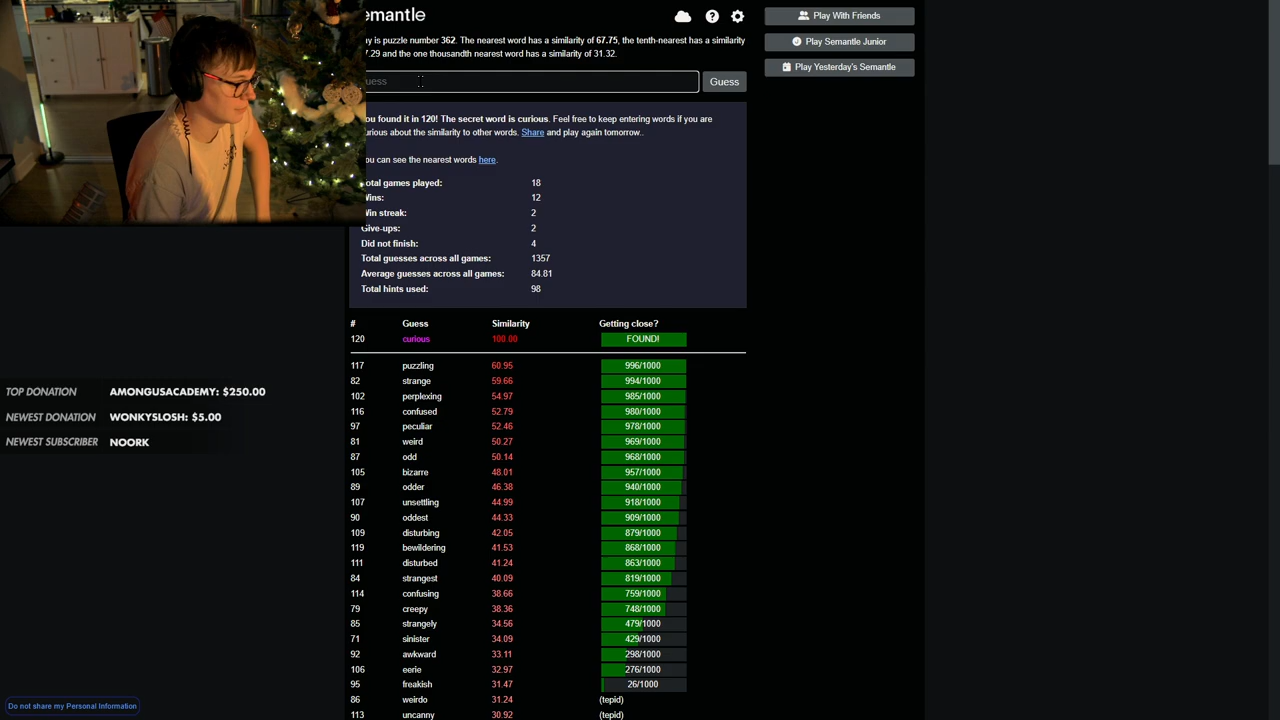 emantle
Play With Friends
Play Semantle Junior
Play Yesterday's Semantle
ay is puzzle number 362. The nearest word has a similarity of 67.75, the tenth-nearest has a similarity
7.29 and the one thousandth nearest word has a similarity of 31.32.
uess
Guess
ou found it in 120! The secret word is curious. Feel free to keep entering words if you are
urious about the similarity to other words. Share and play again tomorrow..
ou can see the nearest words here.
otal games played: 18
Wins: 12
Win streak: 2
Give-ups: 2
Did not finish: 4
Total guesses across all games: 1357
Average guesses across all games: 84.81
Total hints used: 98
# Guess Similarity Getting close?
120 curious 100.00 FOUND!
117 puzzling 60.95 996/1000
82 strange 59.66 994/1000
102 perplexing 54.97 985/1000
116 confused 52.79 980/1000
97 peculiar 52.46 978/1000
81 weird 50.27 969/1000
87 odd 50.14 968/1000
105 bizarre 48.01 957/1000
89 odder 46.38 940/1000
107 unsettling 44.99 918/1000
90 oddest 44.33 909/1000
109 disturbing 42.05 879/1000
119 bewildering 41.53 868/1000
111 disturbed 41.24 863/1000
84 strangest 40.09 819/1000
114 confusing 38.66 759/1000
79 creepy 38.36 748/1000
85 strangely 34.56 479/1000
71 sinister 34.09 429/1000
92 awkward 33.11 298/1000
106 eerie 32.97 276/1000
95 freakish 31.47 26/1000
86 weirdo 31.24 (tepid)
113 uncanny 30.92 (tepid)
TOP DONATION AMONGUSACADEMY: $250.00
NEWEST DONATION WONKYSLOSH: $5.00
NEWEST SUBSCRIBER NOORK
Do not share my Personal Information